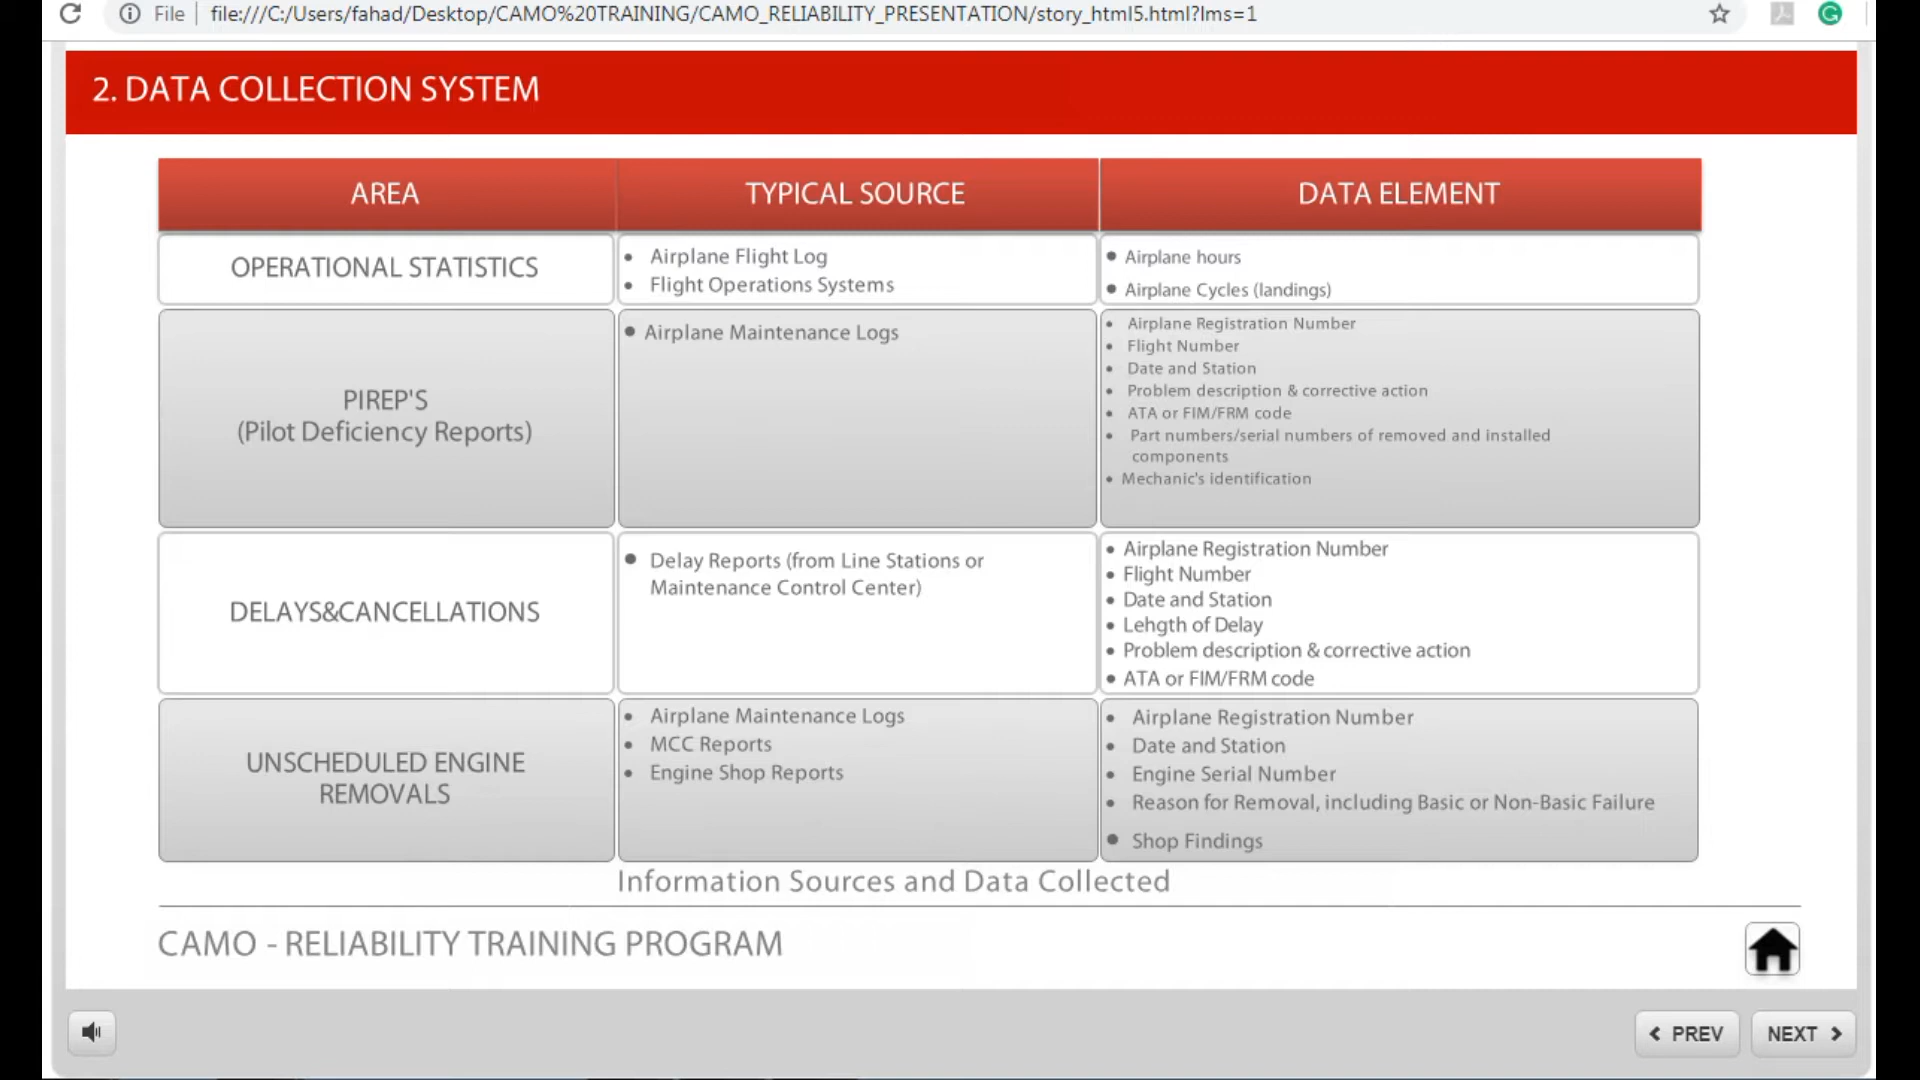 File
file:///C:/Users/fahad/Desktop/CAMO%20TRAINING/CAMO_RELIABILITY_PRESENTATION/story_html5.html?lms=1
2. DATA COLLECTION SYSTEM
AREA
TYPICAL SOURCE
DATA ELEMENT
OPERATIONAL STATISTICS
• Airplane Flight Log
• Flight Operations Systems
• Airplane hours
• Airplane Cycles (landings)
PIREP'S
(Pilot Deficiency Reports)
• Airplane Maintenance Logs
• Airplane Registration Number
• Flight Number
• Date and Station
• Problem description & corrective action
• ATA or FIM/FRM code
• Part numbers/serial numbers of removed and installed
components
• Mechanic's identification
DELAYS&CANCELLATIONS
• Delay Reports (from Line Stations or
Maintenance Control Center)
• Airplane Registration Number
• Flight Number
• Date and Station
• Lehgth of Delay
• Problem description & corrective action
• ATA or FIM/FRM code
UNSCHEDULED ENGINE
REMOVALS
• Airplane Maintenance Logs
• MCC Reports
• Engine Shop Reports
• Airplane Registration Number
• Date and Station
• Engine Serial Number
• Reason for Removal, including Basic or Non-Basic Failure
• Shop Findings
Information Sources and Data Collected
CAMO - RELIABILITY TRAINING PROGRAM
PREV
NEXT